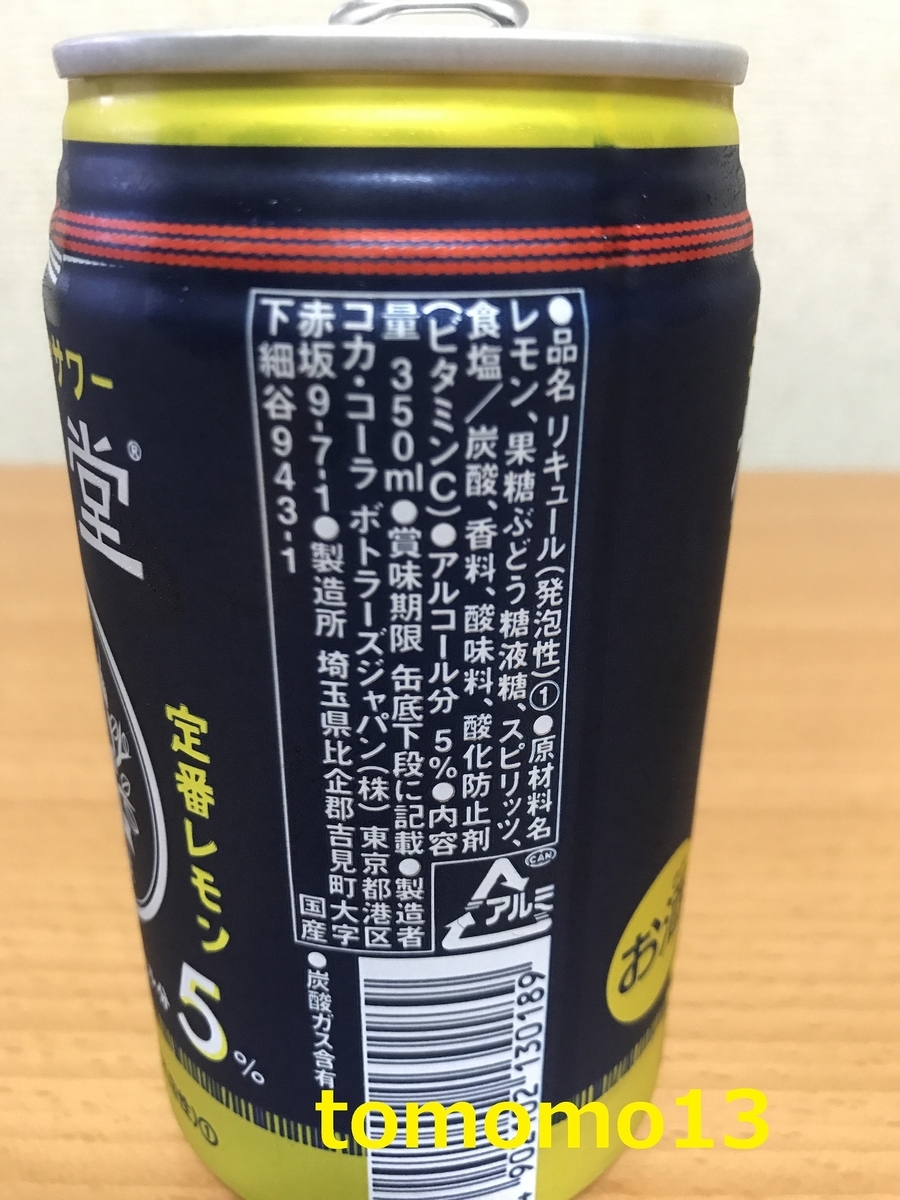 ●品名 リキュール(発泡性)① ●原材料名
レモン、果糖ぶどう糖液糖、スピリッツ、
食塩／炭酸、香料、酸味料、酸化防止剤
(ビタミンC)●アルコール分 5%●内容
量 350ml●賞味期限 缶底下段に記載●製造者
コカ・コーラ ボトラーズジャパン(株) 東京都港区
赤坂9-7-1●製造所 埼玉県比企郡吉見町大字
下細谷943-1
国産
CAN
アルミ
●炭酸ガス含有
サワー
堂®
定番レモン
5%
①
お酒
130189
tomomo13